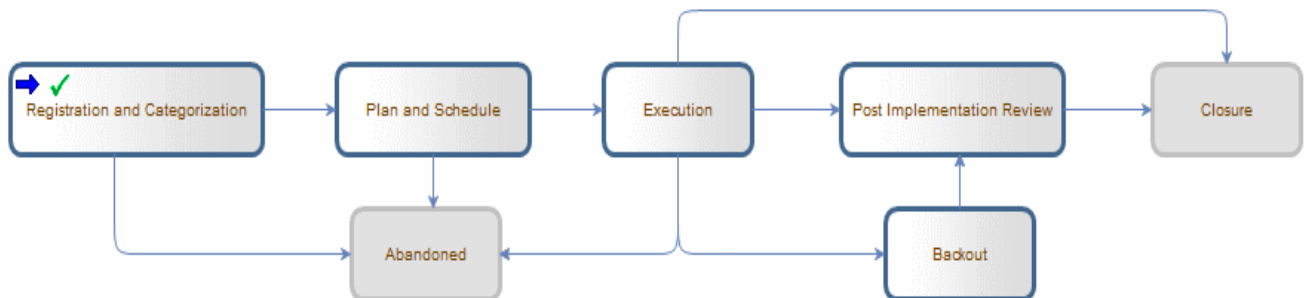 Registration and Categorization
Plan and Schedule
Execution
Post Implementation Review
Closure
Abandoned
Backout